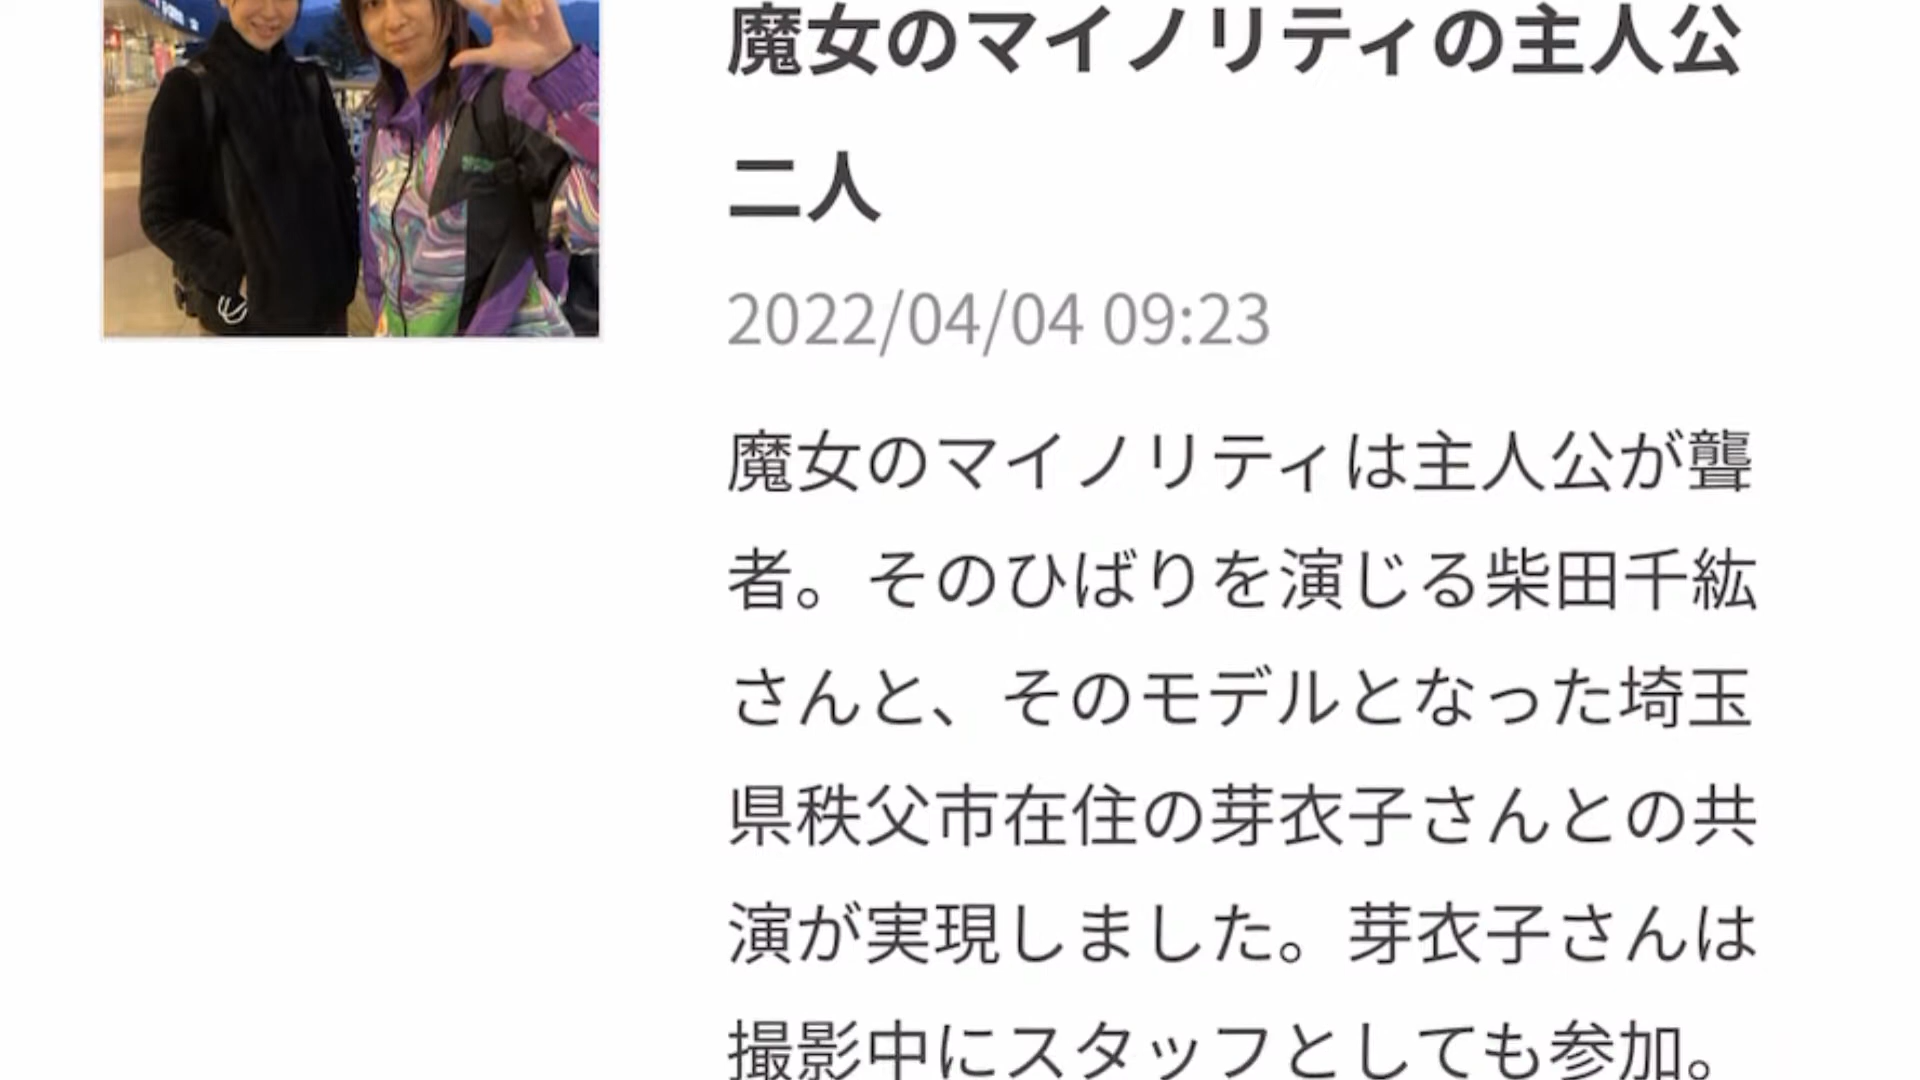 魔女のマイノリティの主人公
二人
2022/04/04 09:23
魔女のマイノリティは主人公が聾
者。そのひばりを演じる柴田千紘
さんと、そのモデルとなった埼玉
県秩父市在住の芽衣子さんとの共
演が実現しました。芽衣子さんは
撮影中にスタッフとしても参加。